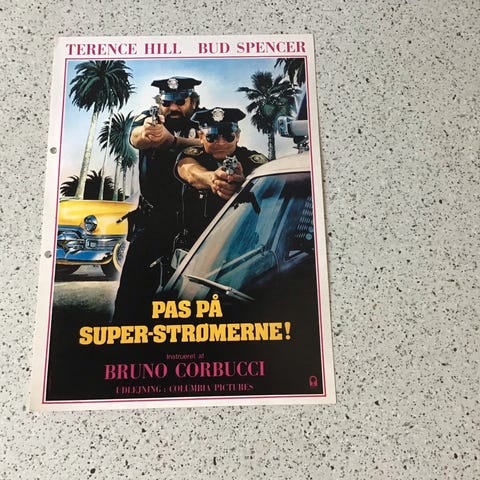 TERENCE HILL BUD SPENCER
PAS PÅ
SUPER-STRØMERNE!
Instrueret af
BRUNO CORBUCCI
UDLEJNING : COLUMBIA PICTURES